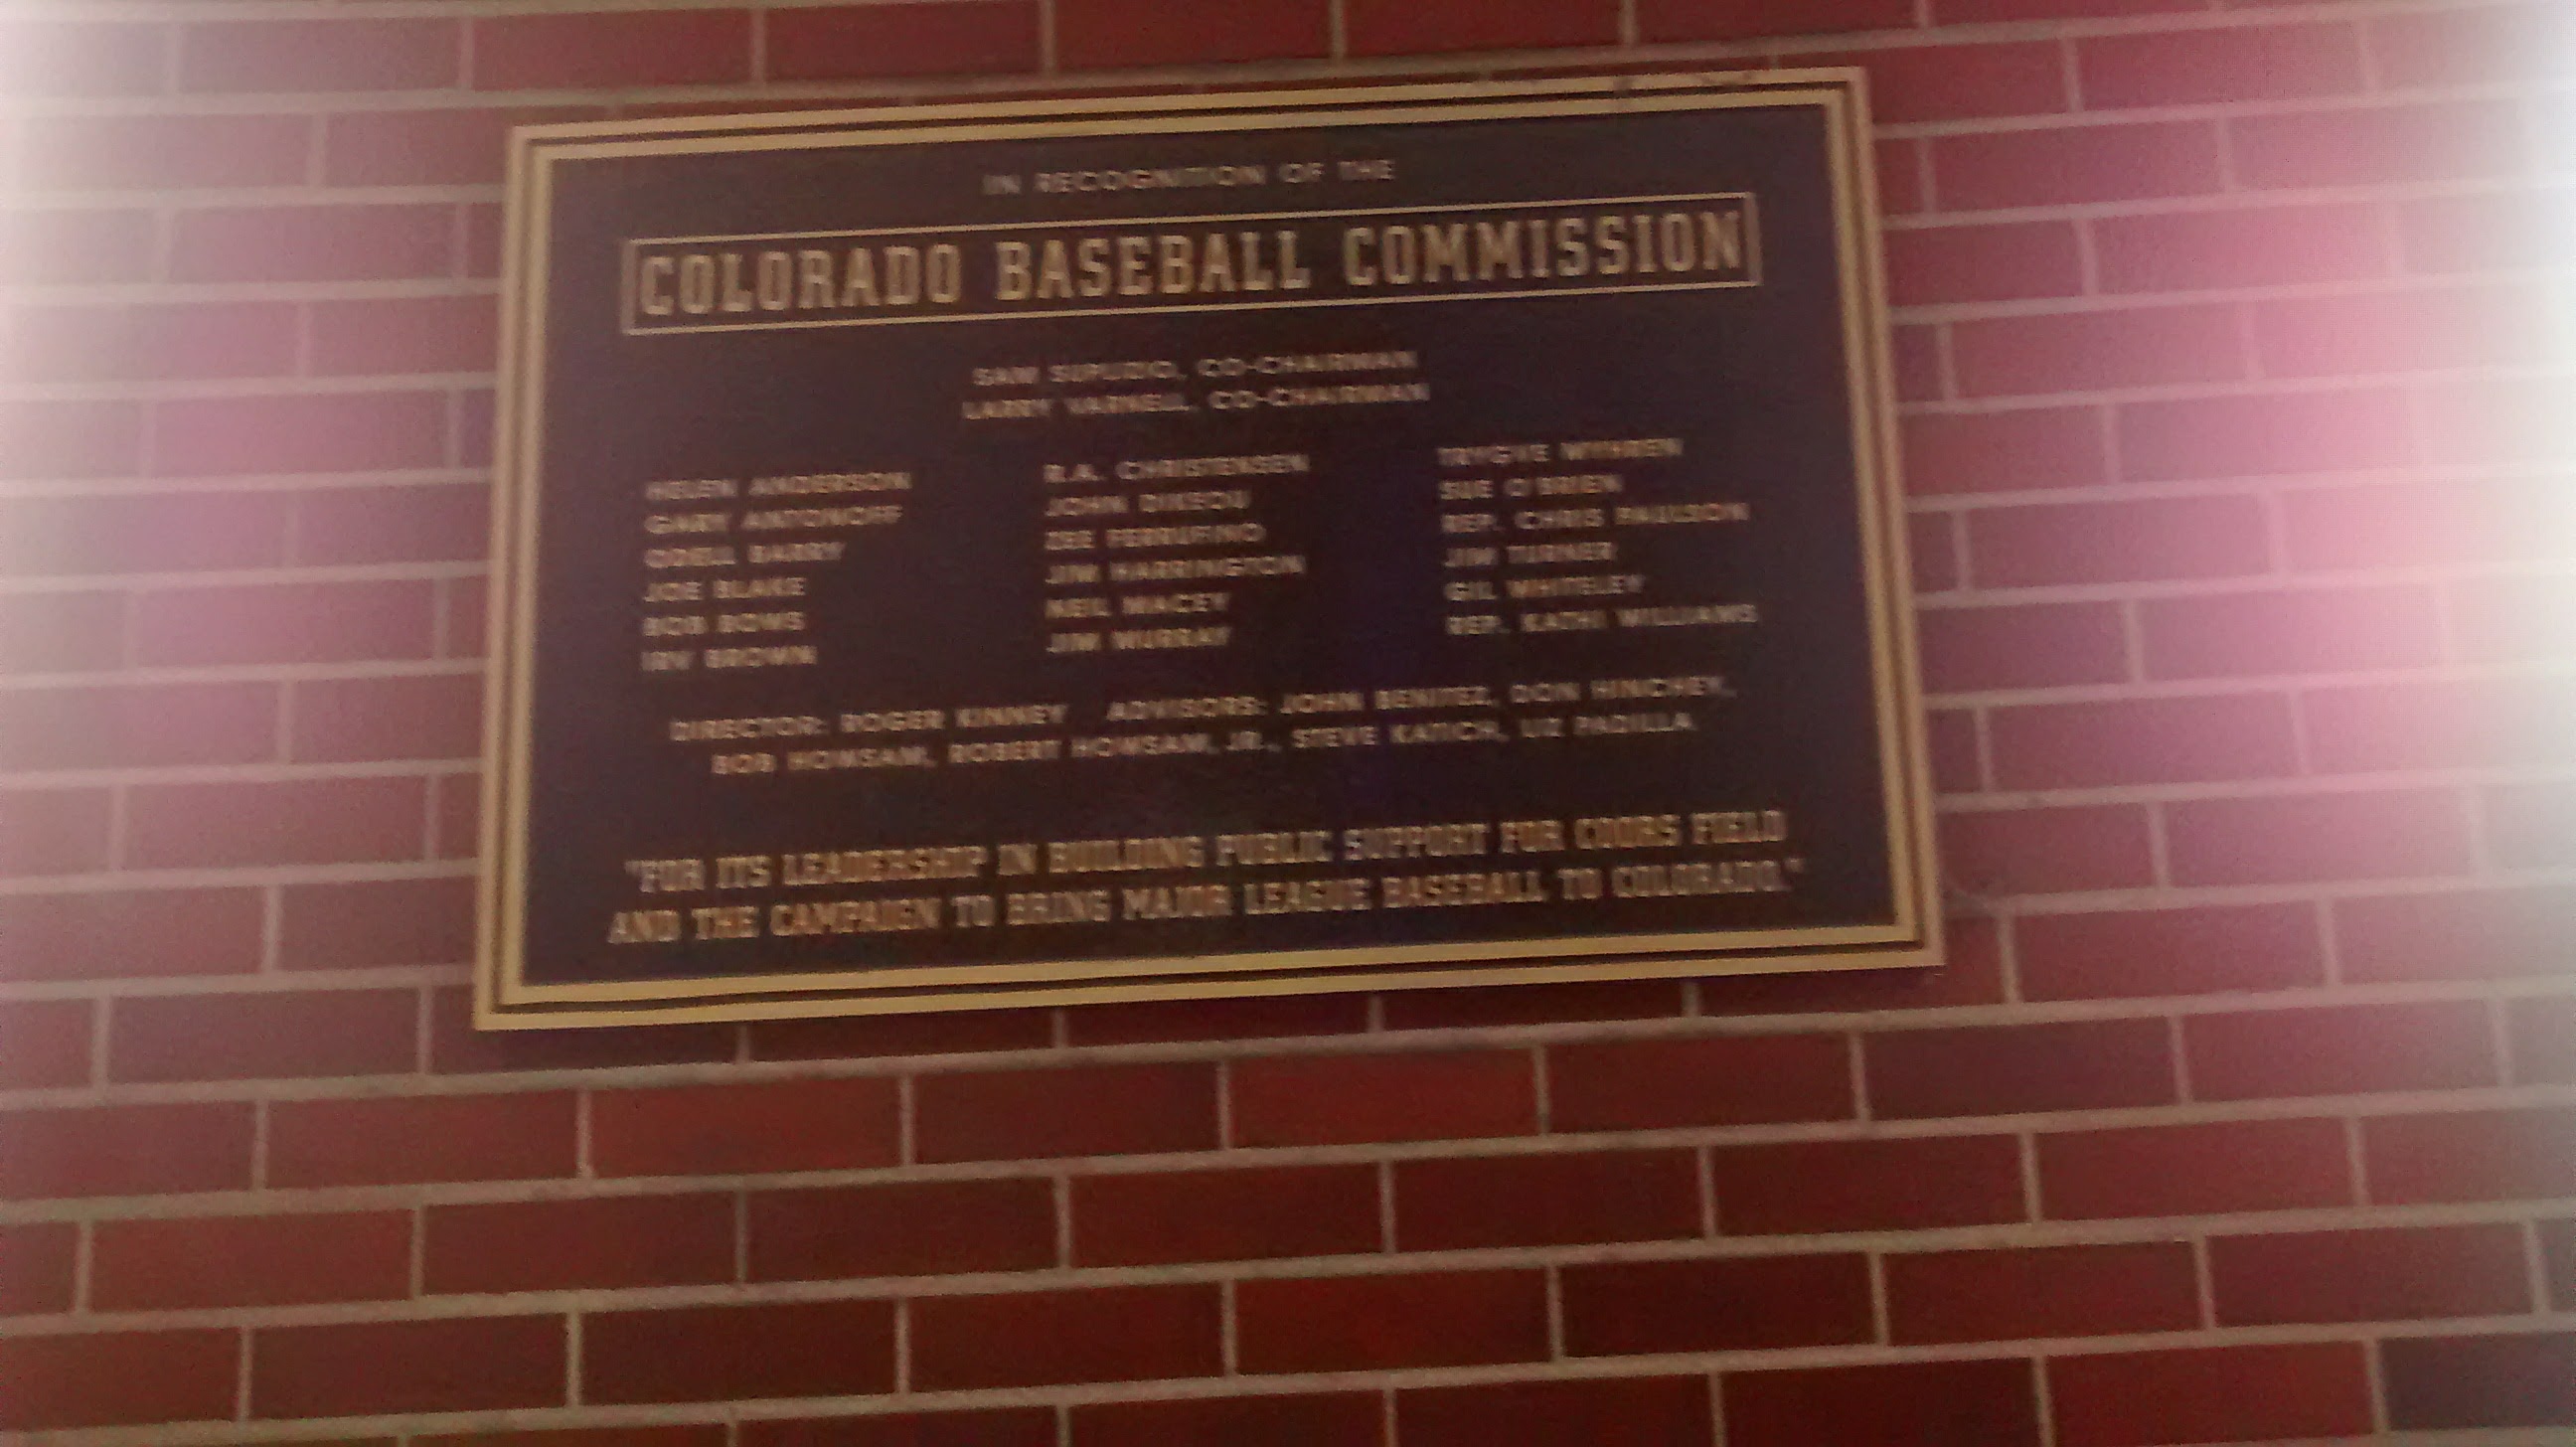 IN RECOGNITION OF THE
COLORADO BASEBALL COMMISSION
SAM SUPLIZIO, CO-CHAIRMAN
LARRY VARNELL, CO-CHAIRMAN
HELEN ANDERSON
GARY ANTONOFF
ODELL BARRY
JOE BLAKE
BOB BOWS
IRV BROWN
R.A. CHRISTENSEN
JOHN DIKEOU
ZEE FERRUFINO
JIM HARRINGTON
NEIL MACEY
JIM MURRAY
TRYGVE MYHREN
SUE O'BRIEN
REP. CHRIS PAULSON
JIM TURNER
GIL WHITELEY
REP. KATHI WILLIAMS
DIRECTOR: ROGER KINNEY ADVISORS: JOHN BENITEZ, DON HINCHEY,
BOB HOWSAM, ROBERT HOWSAM, JR., STEVE KATICH, LIZ PADILLA
"FOR ITS LEADERSHIP IN BUILDING PUBLIC SUPPORT FOR COORS FIELD
AND THE CAMPAIGN TO BRING MAJOR LEAGUE BASEBALL TO COLORADO."